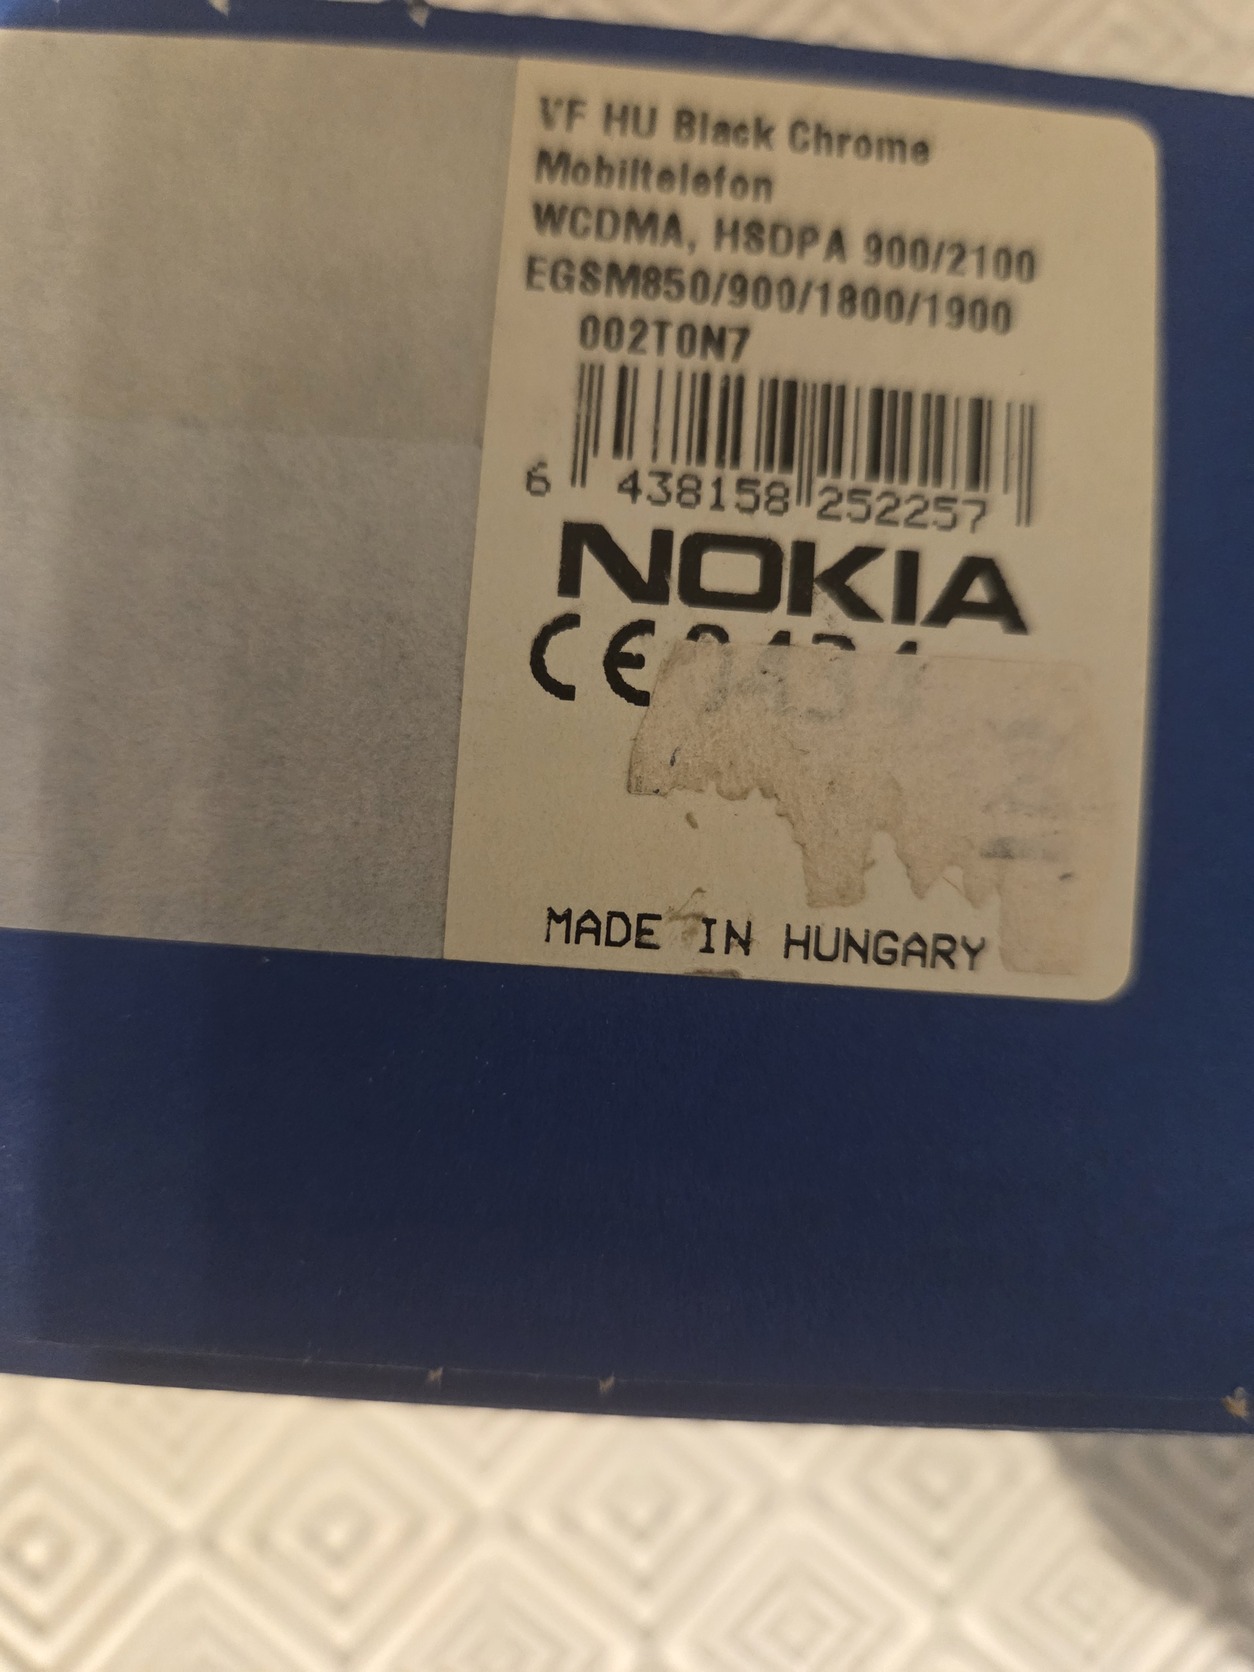 VF HU Black Chrome
Mobiltelefon
WCDMA, HSDPA 900/2100
EGSM850/900/1800/1900
002T0N7
6 438158 252257
NOKIA
CE0434
MADE IN HUNGARY